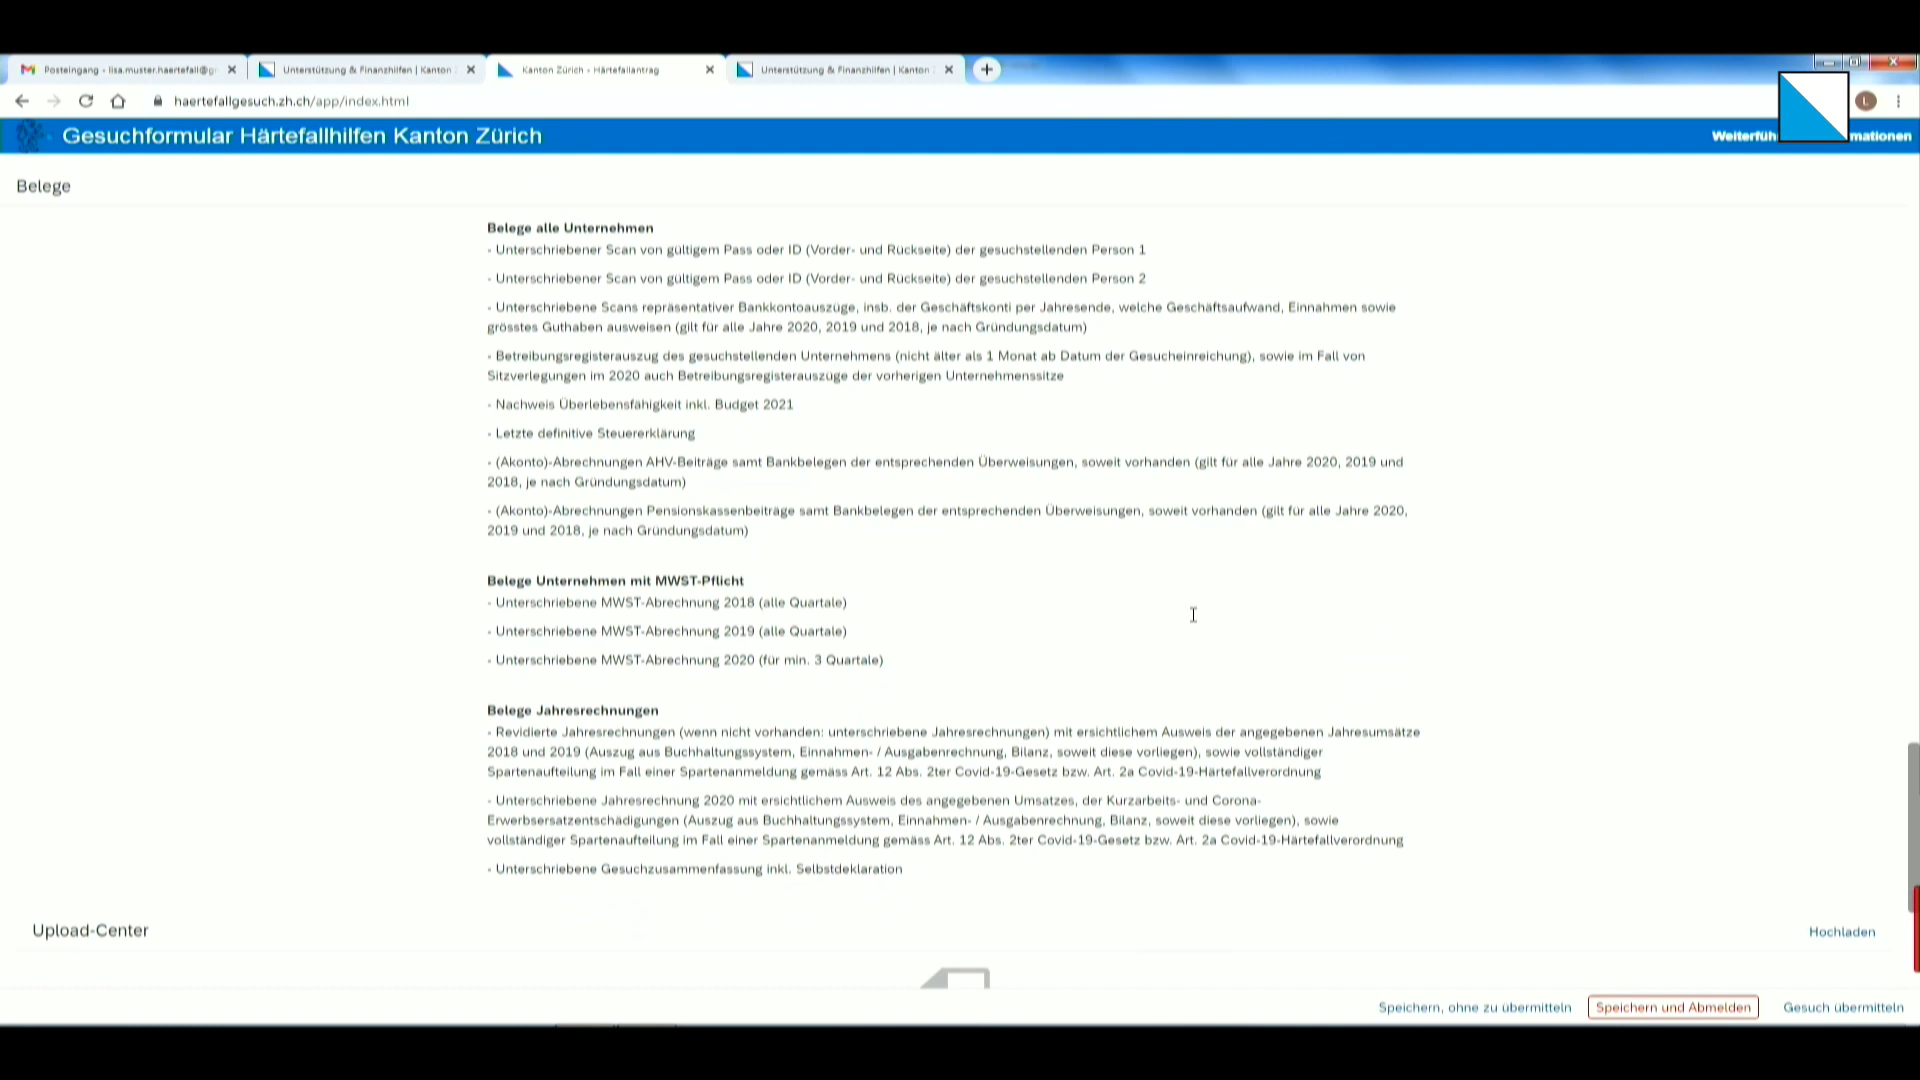 Posteingang - lisa.muster.haertefall@gr
Unterstützung & Finanzhilfen | Kanton
Kanton Zürich - Härtefallantrag
Unterstützung & Finanzhilfen | Kanton
haertefallgesuch.zh.ch/app/index.html
L
Gesuchformular Härtefallhilfen Kanton Zürich
Weiterfüh mationen
Belege
Belege alle Unternehmen
- Unterschriebener Scan von gültigem Pass oder ID (Vorder- und Rückseite) der gesuchstellenden Person 1
- Unterschriebener Scan von gültigem Pass oder ID (Vorder- und Rückseite) der gesuchstellenden Person 2
- Unterschriebene Scans repräsentativer Bankkontoauszüge, insb. der Geschäftskonti per Jahresende, welche Geschäftsaufwand, Einnahmen sowie
grösstes Guthaben ausweisen (gilt für alle Jahre 2020, 2019 und 2018, je nach Gründungsdatum)
- Betreibungsregisterauszug des gesuchstellenden Unternehmens (nicht älter als 1 Monat ab Datum der Gesucheinreichung), sowie im Fall von
Sitzverlegungen im 2020 auch Betreibungsregisterauszüge der vorherigen Unternehmenssitze
- Nachweis Überlebensfähigkeit inkl. Budget 2021
- Letzte definitive Steuererklärung
- (Akonto)-Abrechnungen AHV-Beiträge samt Bankbelegen der entsprechenden Überweisungen, soweit vorhanden (gilt für alle Jahre 2020, 2019 und
2018, je nach Gründungsdatum)
- (Akonto)-Abrechnungen Pensionskassenbeiträge samt Bankbelegen der entsprechenden Überweisungen, soweit vorhanden (gilt für alle Jahre 2020,
2019 und 2018, je nach Gründungsdatum)
Belege Unternehmen mit MWST-Pflicht
- Unterschriebene MWST-Abrechnung 2018 (alle Quartale)
- Unterschriebene MWST-Abrechnung 2019 (alle Quartale)
- Unterschriebene MWST-Abrechnung 2020 (für min. 3 Quartale)
Belege Jahresrechnungen
- Revidierte Jahresrechnungen (wenn nicht vorhanden: unterschriebene Jahresrechnungen) mit ersichtlichem Ausweis der angegebenen Jahresumsätze
2018 und 2019 (Auszug aus Buchhaltungssystem, Einnahmen- / Ausgabenrechnung, Bilanz, soweit diese vorliegen), sowie vollständiger
Spartenaufteilung im Fall einer Spartenanmeldung gemäss Art. 12 Abs. 2ter Covid-19-Gesetz bzw. Art. 2a Covid-19-Härtefallverordnung
- Unterschriebene Jahresrechnung 2020 mit ersichtlichem Ausweis des angegebenen Umsatzes, der Kurzarbeits- und Corona-
Erwerbsersatzentschädigungen (Auszug aus Buchhaltungssystem, Einnahmen- / Ausgabenrechnung, Bilanz, soweit diese vorliegen), sowie
vollständiger Spartenaufteilung im Fall einer Spartenanmeldung gemäss Art. 12 Abs. 2ter Covid-19-Gesetz bzw. Art. 2a Covid-19-Härtefallverordnung
- Unterschriebene Gesuchzusammenfassung inkl. Selbstdeklaration
Upload-Center
Hochladen
Speichern, ohne zu übermitteln
Speichern und Abmelden
Gesuch übermitteln